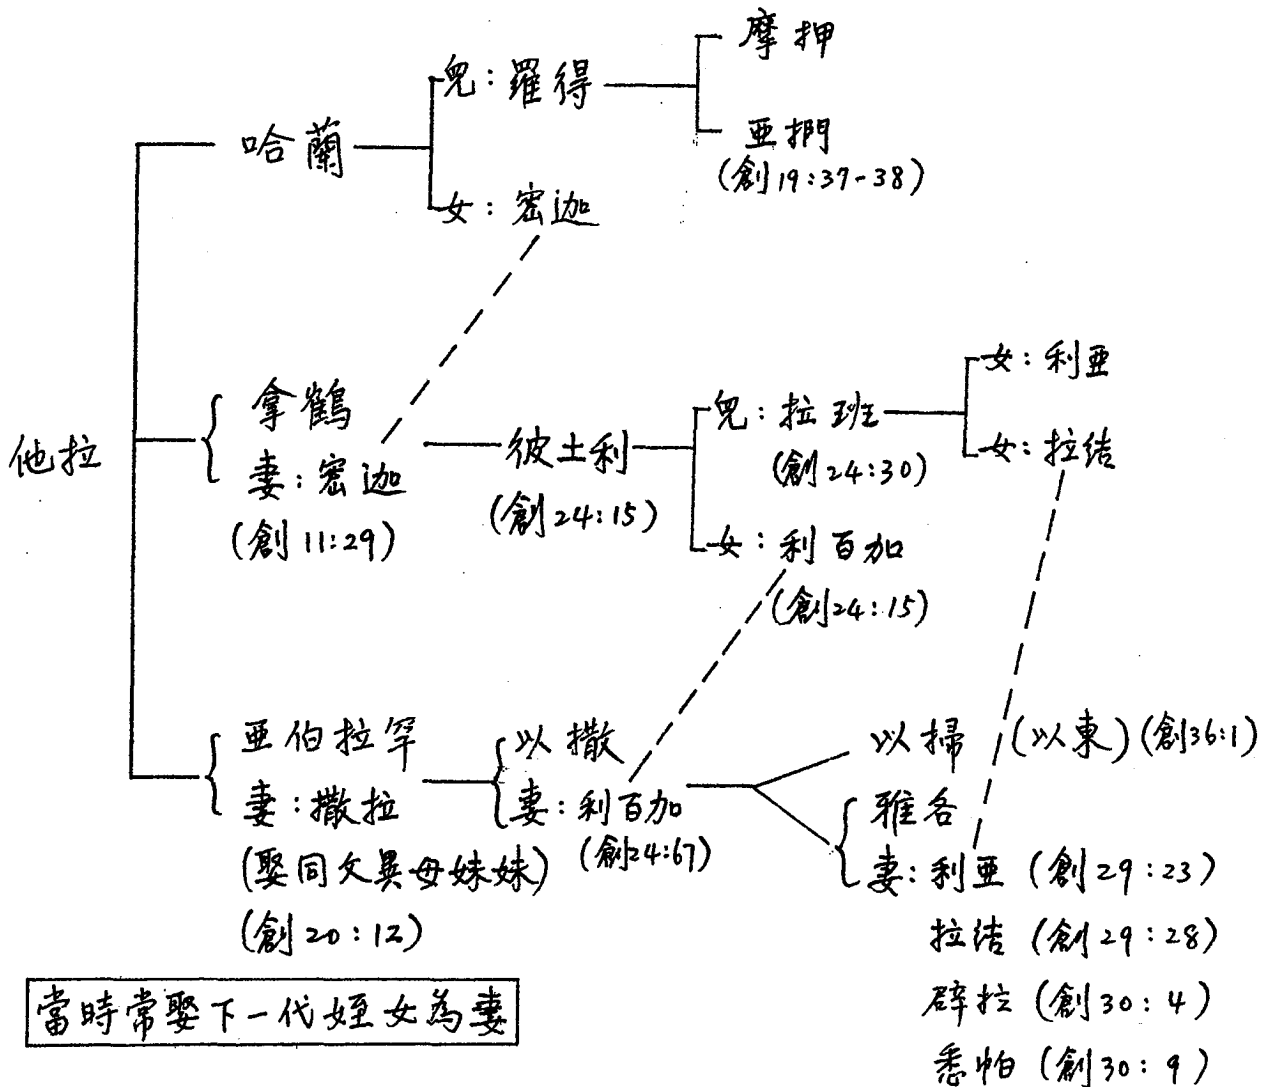 摩押
兒：羅得
亞捫
(創19:37-38)
哈蘭
女：密迦
女：利亞
拿鶴
兒：拉班
他拉
妻：密迦
彼土利
(創24:30)
女：拉結
(創11:29)
(創24:15)
女：利百加
(創24:15)
亞伯拉罕
以撒
以掃 (以東) (創36:1)
妻：撒拉
妻：利百加
雅各
(娶同父異母妹妹)
(創24:67)
妻：利亞 (創29:23)
(創20:12)
拉結 (創29:28)
當時常娶下一代姪女為妻
辟拉 (創30:4)
悉帕 (創30:9)